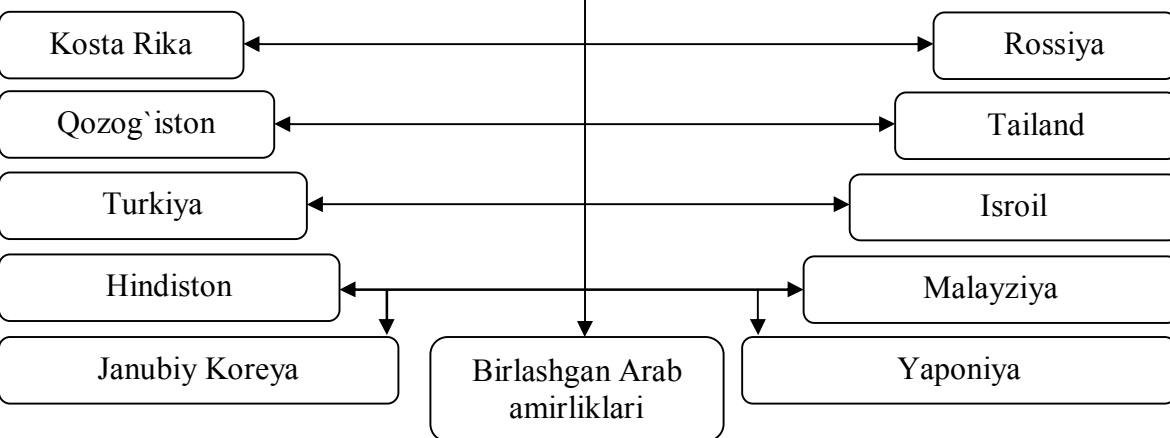 Kosta Rika
Rossiya
Qozog`iston
Tailand
Turkiya
Isroil
Hindiston
Malayziya
Janubiy Koreya
Birlashgan Arab
amirliklari
Yaponiya